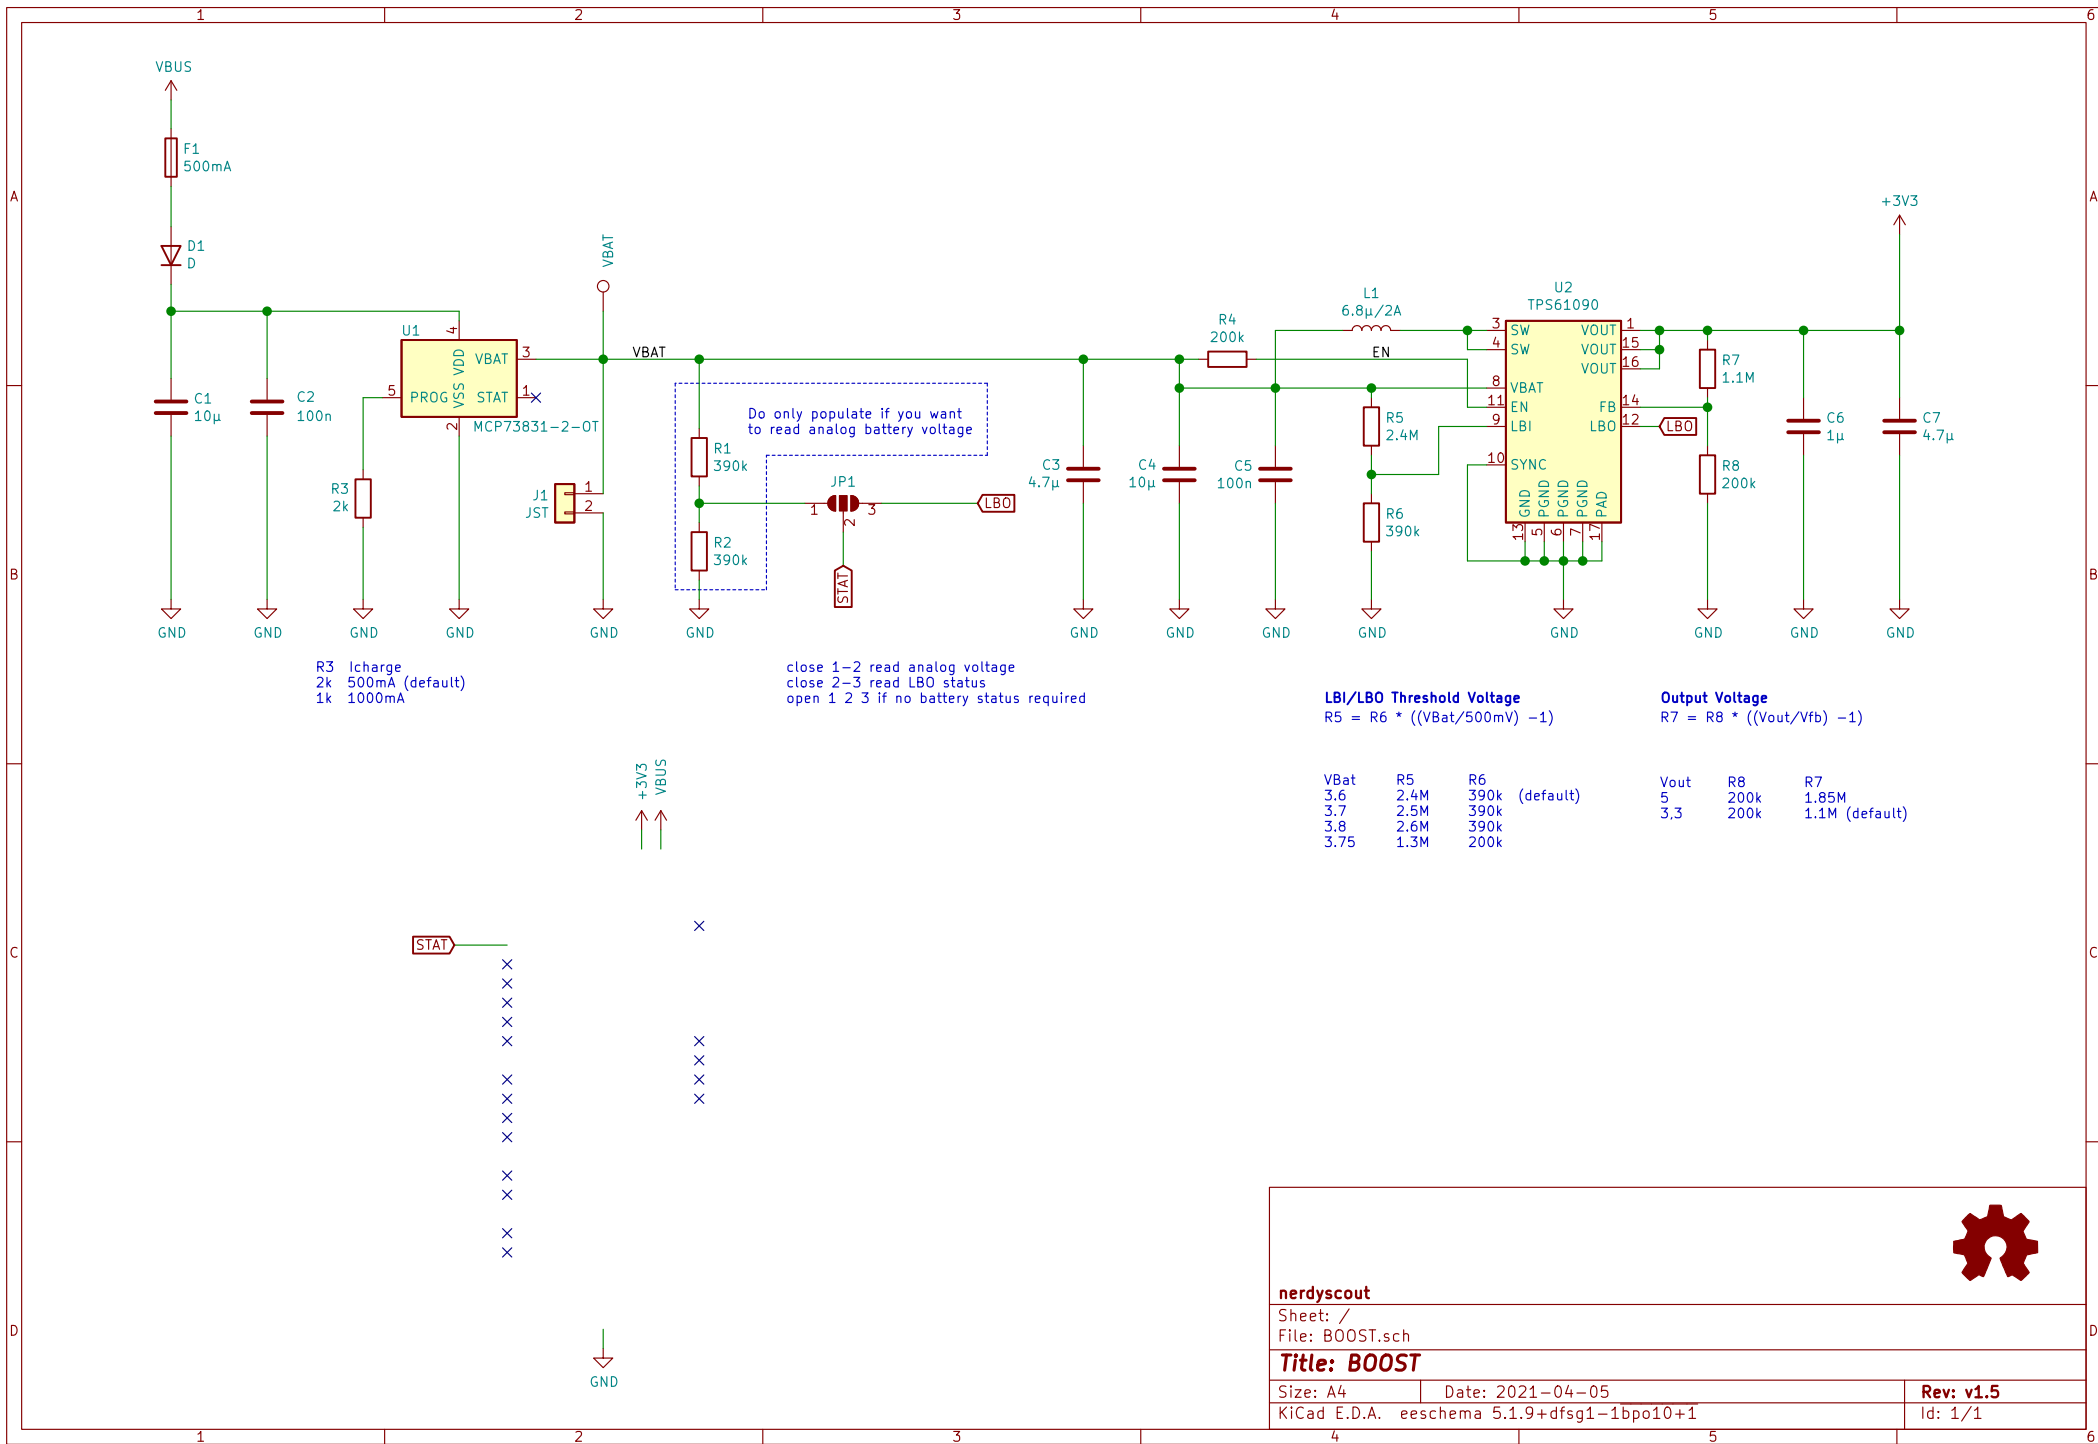 1 2 3 4 5 6
A A
B B
C C
D D
VBUS
F1
500mA
D1
D
C1
10µ
C2
100n
GND
GND
U1
4
VDD
VBAT 3
5 PROG
VSS
STAT 1
2
MCP73831-2-OT
R3
2k
GND
GND
VBAT
VBAT
J1
JST
1
2
GND
Do only populate if you want
to read analog battery voltage
R1
390k
R2
390k
GND
JP1
1
2
3
LBO
STAT
C3
4.7µ
GND
C4
10µ
GND
C5
100n
GND
R4
200k
L1
6.8µ/2A
EN
R5
2.4M
R6
390k
GND
U2
TPS61090
3 SW
4 SW
8 VBAT
11 EN
9 LBI
10 SYNC
VOUT 1
VOUT 15
VOUT 16
FB 14
LBO 12
LBO
GND PGND PGND PGND PAD
13 5 6 7 17
GND
R7
1.1M
R8
200k
GND
C6
1µ
GND
+3V3
C7
4.7µ
GND
R3 Icharge
2k 500mA (default)
1k 1000mA
close 1-2 read analog voltage
close 2-3 read LBO status
open 1 2 3 if no battery status required
LBI/LBO Threshold Voltage
R5 = R6 * ((VBat/500mV) -1)
VBat R5 R6
3.6 2.4M 390k (default)
3.7 2.5M 390k
3.8 2.6M 390k
3.75 1.3M 200k
Output Voltage
R7 = R8 * ((Vout/Vfb) -1)
Vout R8 R7
5 200k 1.85M
3,3 200k 1.1M (default)
+3V3
VBUS
STAT
GND
nerdyscout
Sheet: /
File: BOOST.sch
Title: BOOST
Size: A4 Date: 2021-04-05 Rev: v1.5
KiCad E.D.A. eeschema 5.1.9+dfsg1-1bpo10+1 Id: 1/1
1 2 3 4 5 6